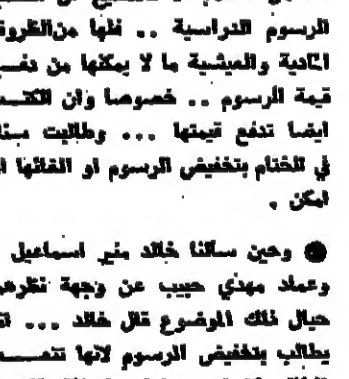 الرسوم الدراسية .. فلها من الظروف
المادية والمعيشية ما لا يمكنها من دفع
قيمة الرسوم .. خصوصا وان الكتب
ايضا تدفع قيمتها ... وطالبت
في الختام بتخفيض الرسوم او الغائها
امكن .
● وحين سالنا خالد منير اسماعيل
وعماد مهدي حبيب عن وجهة نظرهم
حيال ذلك الموضوع قال خالد ...
يطالب بتخفيض الرسوم لانها